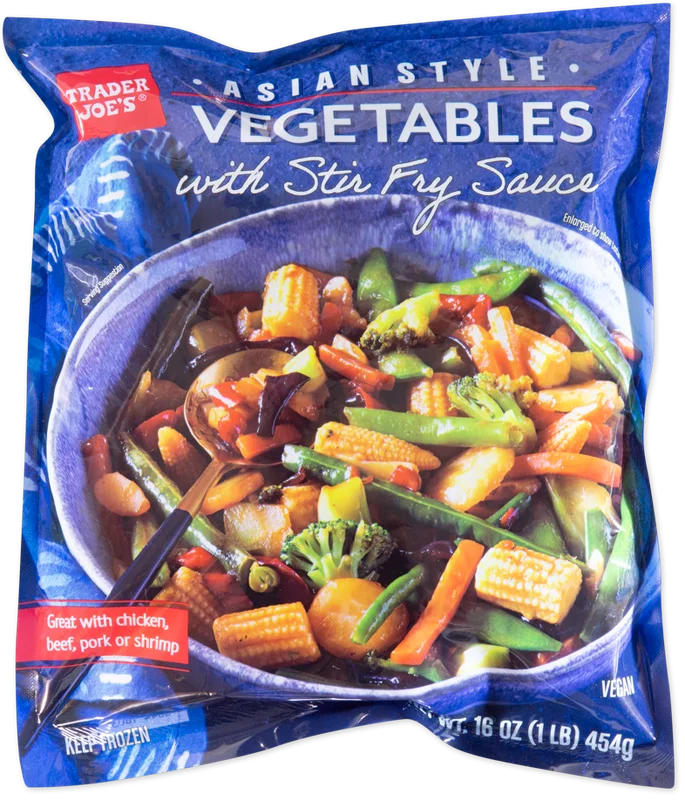 TRADER
JOE'S®
• ASIAN STYLE •
VEGETABLES
with Stir Fry Sauce
Enlarged to show
Serving Suggestion
Great with chicken,
beef, pork or shrimp
VEGAN
KEEP FROZEN
WT. 16 OZ (1 LB) 454g